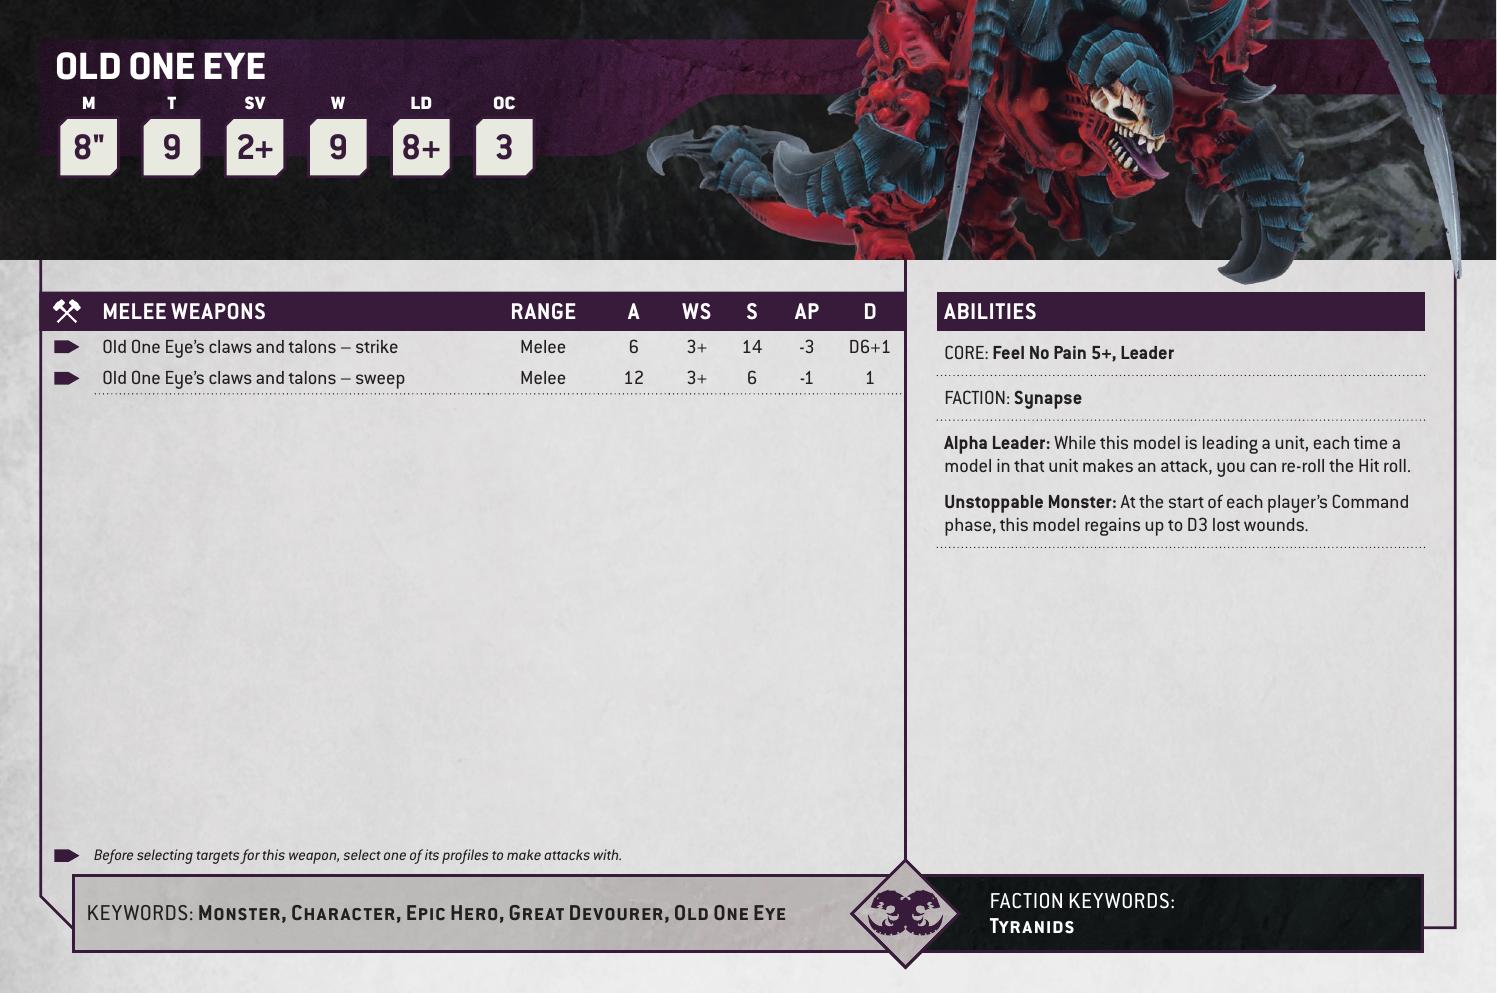 OLD ONE EYE
M T SV W LD OC
8" 9 2+ 9 8+ 3
MELEE WEAPONS RANGE A WS S AP D
Old One Eye's claws and talons – strike Melee 6 3+ 14 -3 D6+1
Old One Eye's claws and talons – sweep Melee 12 3+ 6 -1 1
Before selecting targets for this weapon, select one of its profiles to make attacks with.
ABILITIES
CORE: Feel No Pain 5+, Leader
FACTION: Synapse
Alpha Leader: While this model is leading a unit, each time a
model in that unit makes an attack, you can re-roll the Hit roll.
Unstoppable Monster: At the start of each player's Command
phase, this model regains up to D3 lost wounds.
KEYWORDS: Monster, Character, Epic Hero, Great Devourer, Old One Eye
FACTION KEYWORDS:
Tyranids